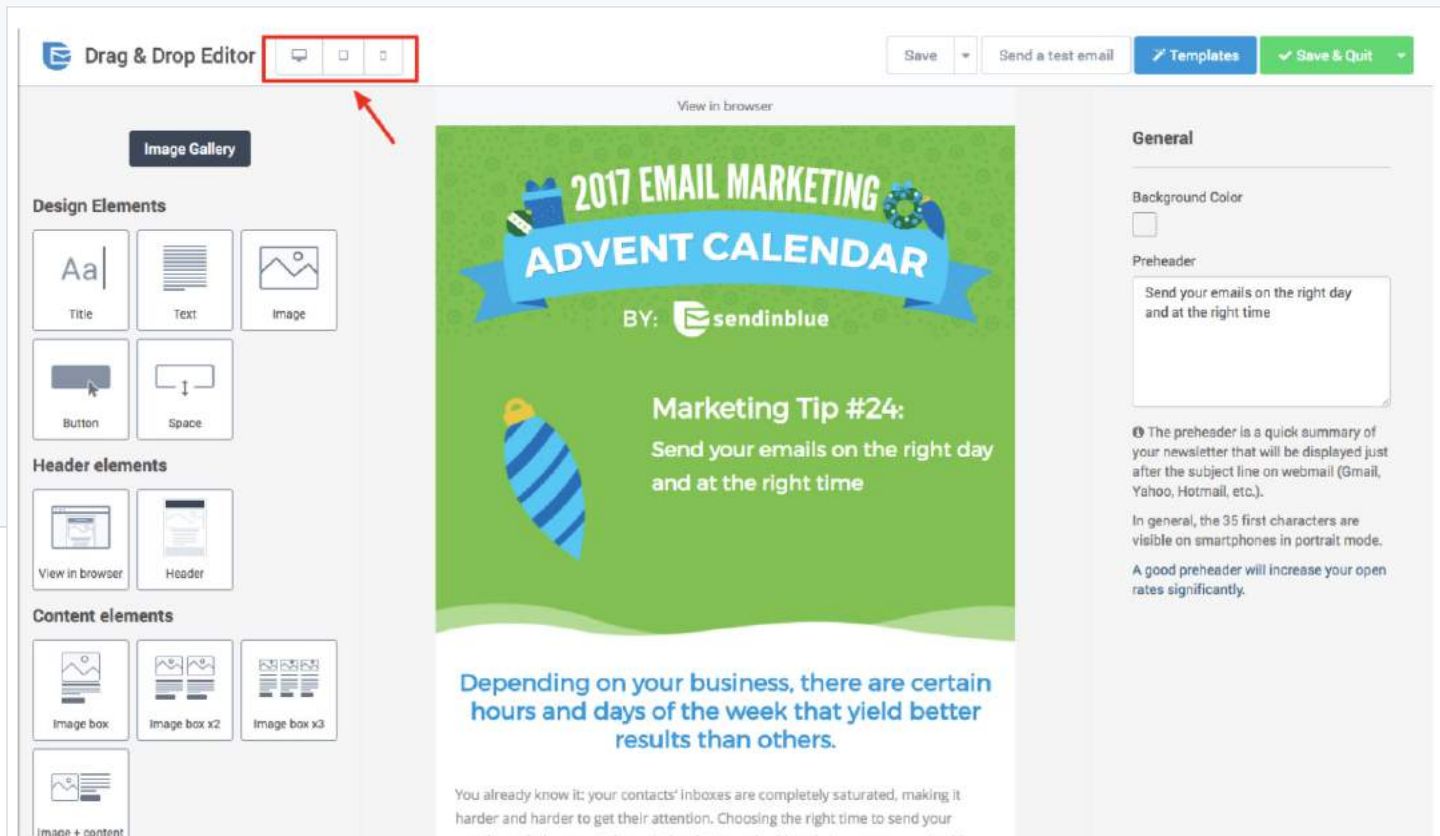 Drag & Drop Editor
Save
Send a test email
Templates
Save & Quit
Image Gallery
Design Elements
Aa
Title
Text
Image
Button
Space
Header elements
View in browser
Header
Content elements
Image box
Image box x2
Image box x3
Image + content
View in browser
2017 EMAIL MARKETING
ADVENT CALENDAR
BY: sendinblue
Marketing Tip #24:
Send your emails on the right day
and at the right time
Depending on your business, there are certain
hours and days of the week that yield better
results than others.
You already know it: your contacts' inboxes are completely saturated, making it
harder and harder to get their attention. Choosing the right time to send your
General
Background Color
Preheader
Send your emails on the right day
and at the right time
The preheader is a quick summary of
your newsletter that will be displayed just
after the subject line on webmail (Gmail,
Yahoo, Hotmail, etc.).
In general, the 35 first characters are
visible on smartphones in portrait mode.
A good preheader will increase your open
rates significantly.